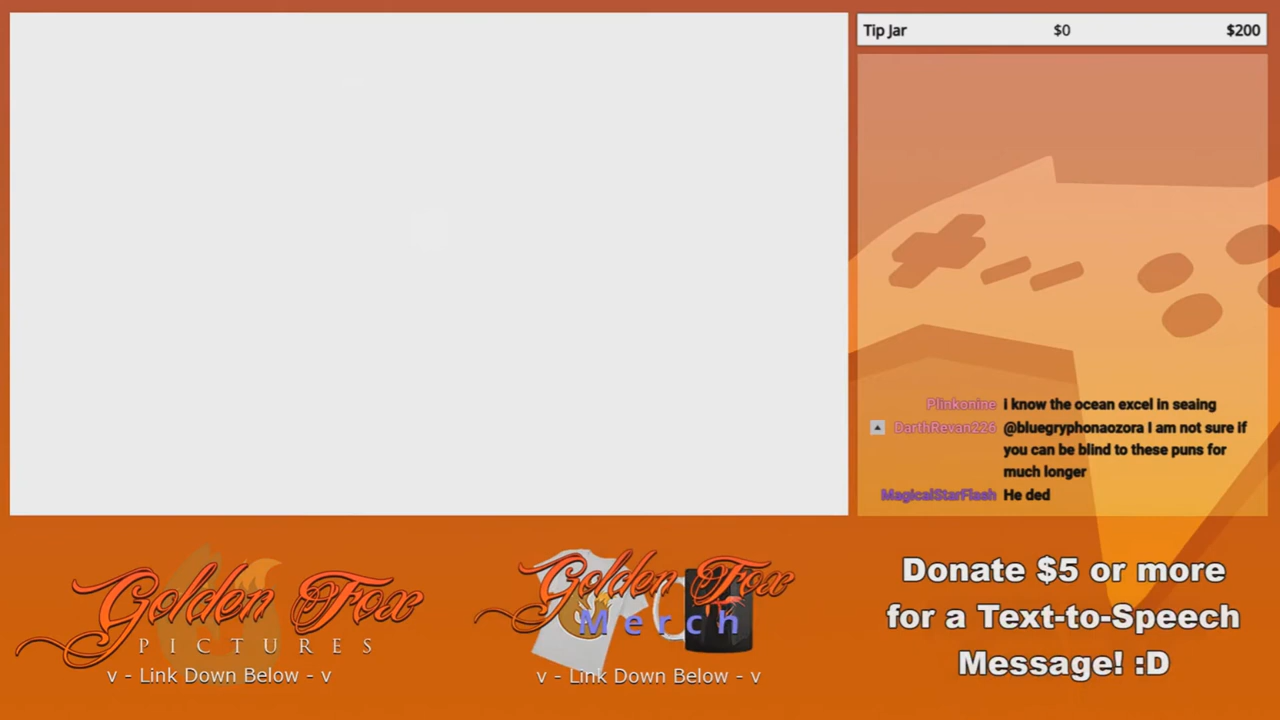 Tip Jar $0 $200
Plinkonine i know the ocean excel in seaing
DarthRevan226 @bluegryphonaozora I am not sure if
you can be blind to these puns for
much longer
MagicalStarFlash He ded
Golden Fox
PICTURES
v - Link Down Below - v
Golden Fox
Merch
v - Link Down Below - v
Donate $5 or more
for a Text-to-Speech
Message! :D